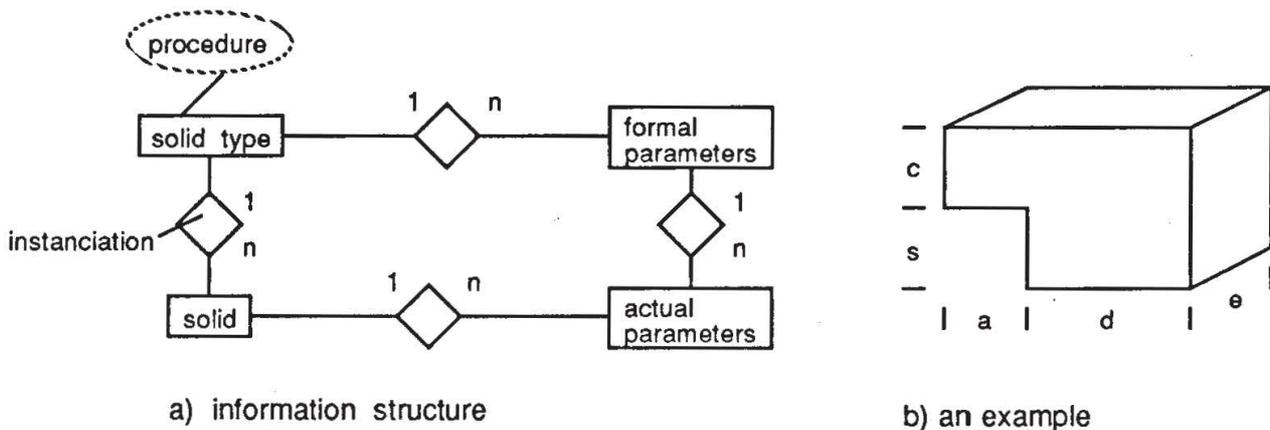 procedure
1
n
solid type
formal
parameters
1
n
instanciation
1
n
1
n
solid
actual
parameters
a) information structure
c
s
a
d
e
b) an example